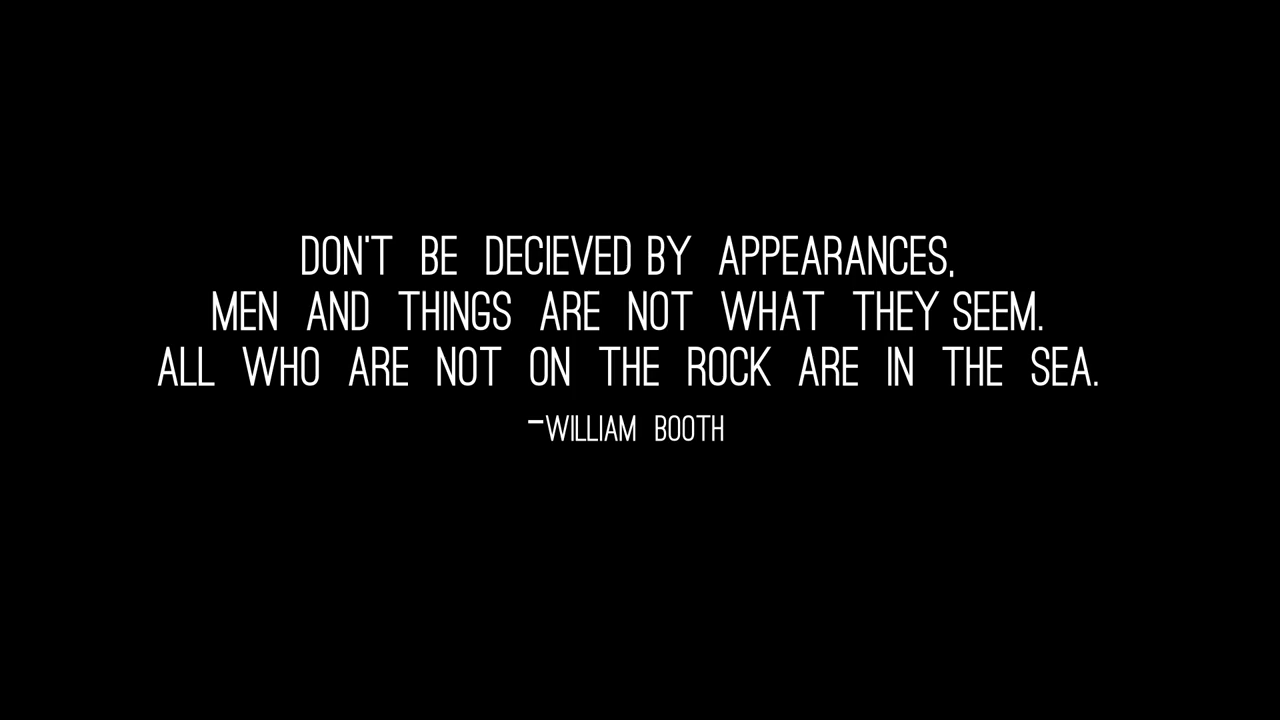 DON'T BE DECIEVED BY APPEARANCES,
MEN AND THINGS ARE NOT WHAT THEY SEEM.
ALL WHO ARE NOT ON THE ROCK ARE IN THE SEA.
-WILLIAM BOOTH